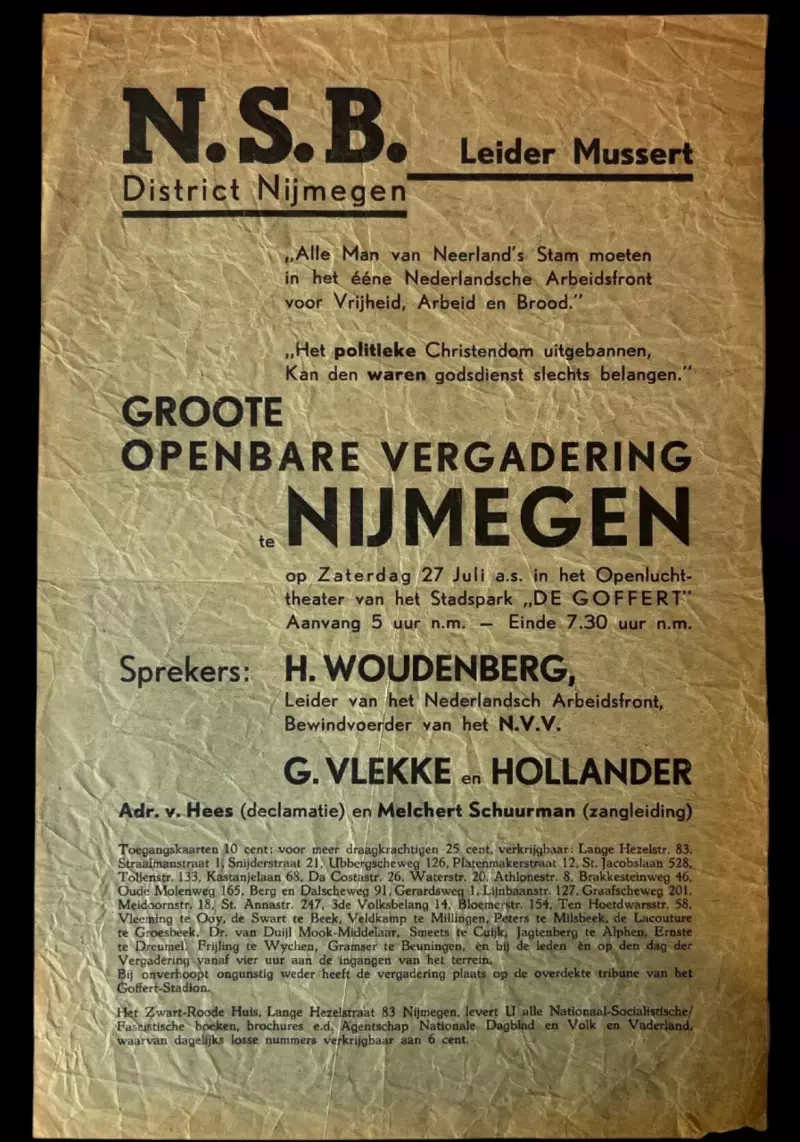 N.S.B. Leider Mussert
District Nijmegen
„Alle Man van Neerland's Stam moeten
in het ééne Nederlandsche Arbeidsfront
voor Vrijheid, Arbeid en Brood."
„Het politieke Christendom uitgebannen,
Kan den waren godsdienst slechts belangen."
GROOTE
OPENBARE VERGADERING
te NIJMEGEN
op Zaterdag 27 Juli a.s. in het Openlucht-
theater van het Stadspark „DE GOFFERT"
Aanvang 5 uur n.m. — Einde 7.30 uur n.m.
Sprekers: H. WOUDENBERG,
Leider van het Nederlandsch Arbeidsfront,
Bewindvoerder van het N.V.V.
G. VLEKKE en HOLLANDER
Adr. v. Hees (declamatie) en Melchert Schuurman (zangleiding)
Toegangskaarten 10 cent; voor meer draagkrachtigen 25 cent, verkrijgbaar: Lange Hezelstr. 83,
Straalmanstraat 1, Snijderstraat 21, Ubbergscheweg 126, Platenmakerstraat 12, St. Jacobslaan 528,
Tollenstr. 133, Kastanjelaan 68, Da Costastr. 26, Waterstr. 20, Athlonestr. 8, Brakkesteinweg 46,
Oude Molenweg 165, Berg en Dalscheweg 91, Gerardsweg 1, Lijnbaanstr. 127, Graafscheweg 201,
Meidoornstr. 18, St. Annastr. 247, 3de Volksbelang 14, Bloemerstr. 154, Ten Hoetdwarsstr. 58,
Vleeming te Ooy, de Swart te Beek, Veldkamp te Millingen, Peters te Milsbeek, de Lacouture
te Groesbeek, Dr. van Duijl Mook-Middelaar, Smeets te Cuijk, Jagtenberg te Alphen, Ernste
te Dreumel, Frijling te Wychen, Gramser te Beuningen, èn bij de leden èn op den dag der
Vergadering vanaf vier uur aan de ingangen van het terrein.
Bij onverhoopt ongunstig weder heeft de vergadering plaats op de overdekte tribune van het
Goffert-Stadion.
Het Zwart-Roode Huis, Lange Hezelstraat 83 Nijmegen, levert U alle Nationaal-Socialistische/
Fascistische boeken, brochures e.d. Agentschap Nationale Dagblad en Volk en Vaderland,
waarvan dagelijks losse nummers verkrijgbaar aan 6 cent.